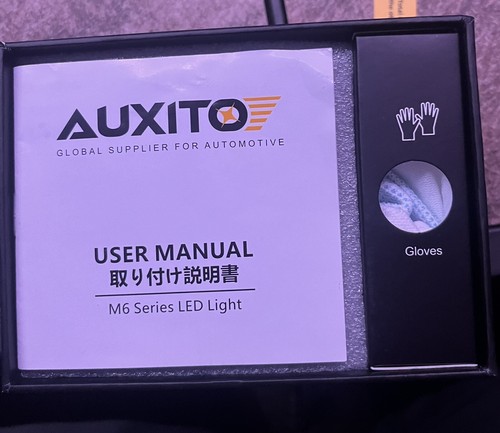 AUXITO
GLOBAL SUPPLIER FOR AUTOMOTIVE
USER MANUAL
取り付け説明書
M6 Series LED Light
Gloves